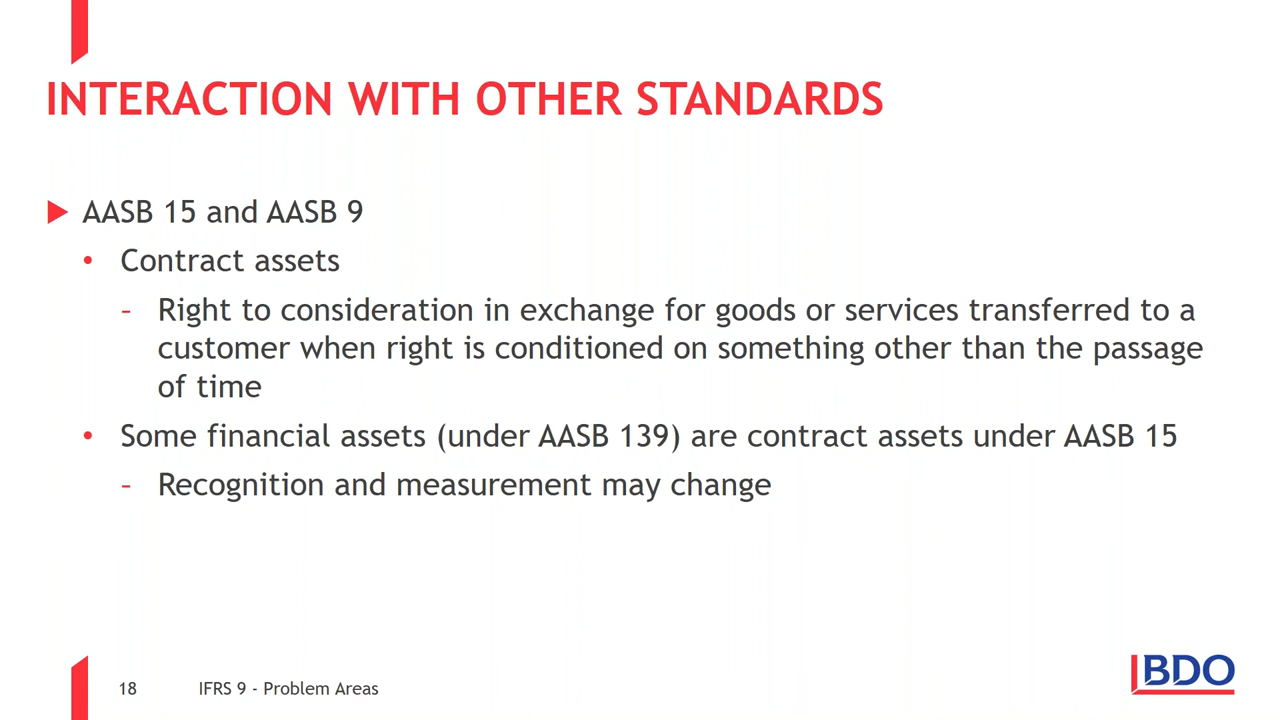 INTERACTION WITH OTHER STANDARDS
AASB 15 and AASB 9
• Contract assets
– Right to consideration in exchange for goods or services transferred to a
customer when right is conditioned on something other than the passage
of time
• Some financial assets (under AASB 139) are contract assets under AASB 15
– Recognition and measurement may change
18 IFRS 9 - Problem Areas
BDO